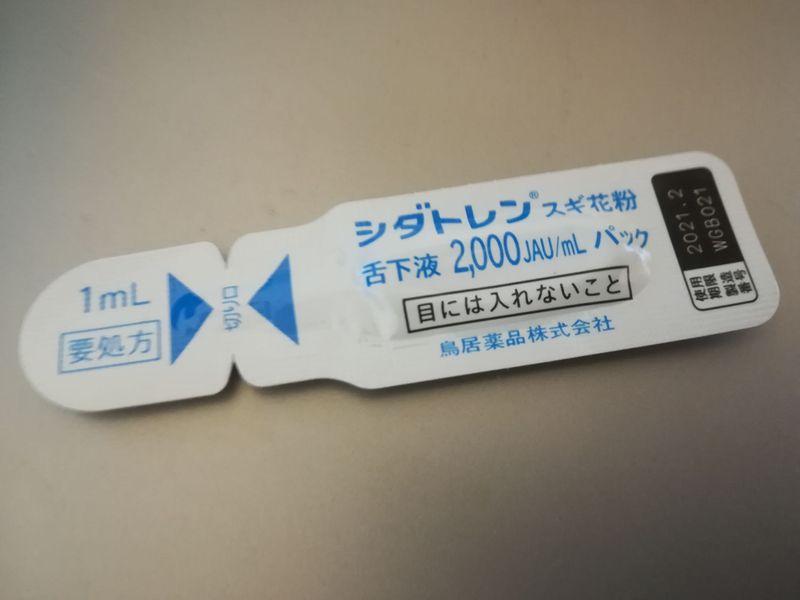 1mL
要処方
切り口
シダトレン® スギ花粉
舌下液 2,000JAU/mL パック
目には入れないこと
鳥居薬品株式会社
2021.2
WGB021
使用
期限
製造
番号